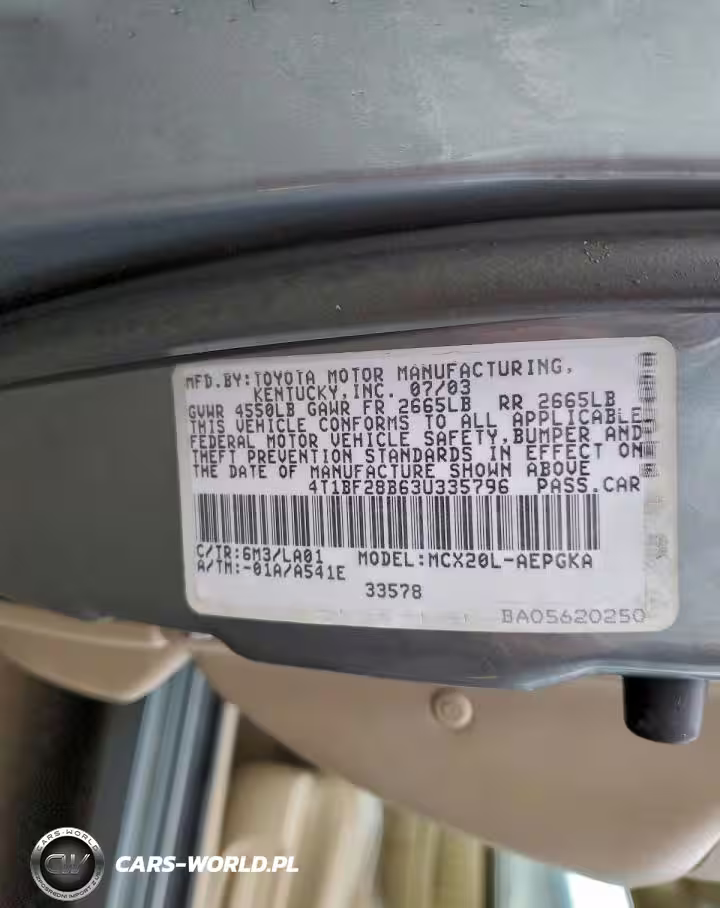 MFD.BY:TOYOTA MOTOR MANUFACTURING,
KENTUCKY,INC. 07/03
GVWR 4550LB GAWR FR 2665LB RR 2665LB
THIS VEHICLE CONFORMS TO ALL APPLICABLE
FEDERAL MOTOR VEHICLE SAFETY,BUMPER AND
THEFT PREVENTION STANDARDS IN EFFECT ON
THE DATE OF MANUFACTURE SHOWN ABOVE
4T1BF28B63U335796 PASS.CAR
C/TR:6M3/LA01 MODEL:MCX20L-AEPGKA
A/TM:-01A/A541E
33578
BA05620250
CARS-WORLD
CW
CARS-WORLD.PL